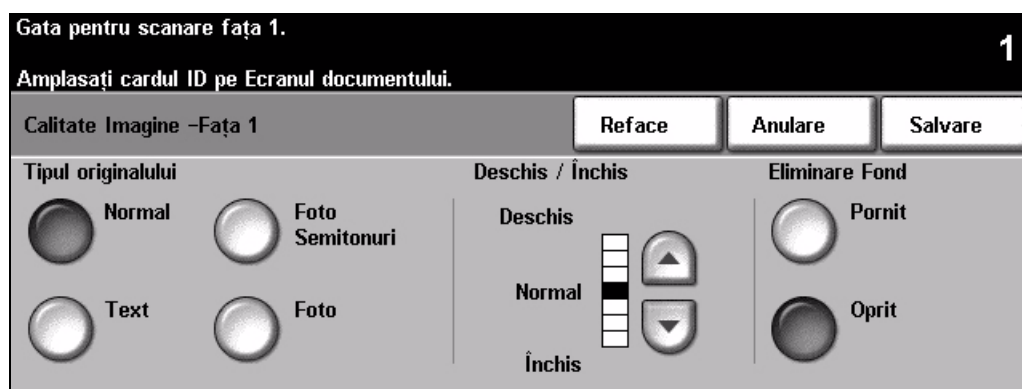 Gata pentru scanare fața 1.
1
Amplasați cardul ID pe Ecranul documentului.
Calitate Imagine –Fața 1
Reface
Anulare
Salvare
Tipul originalului
Normal
Foto
Semitonuri
Text
Foto
Deschis / Închis
Deschis
Normal
Închis
Eliminare Fond
Pornit
Oprit